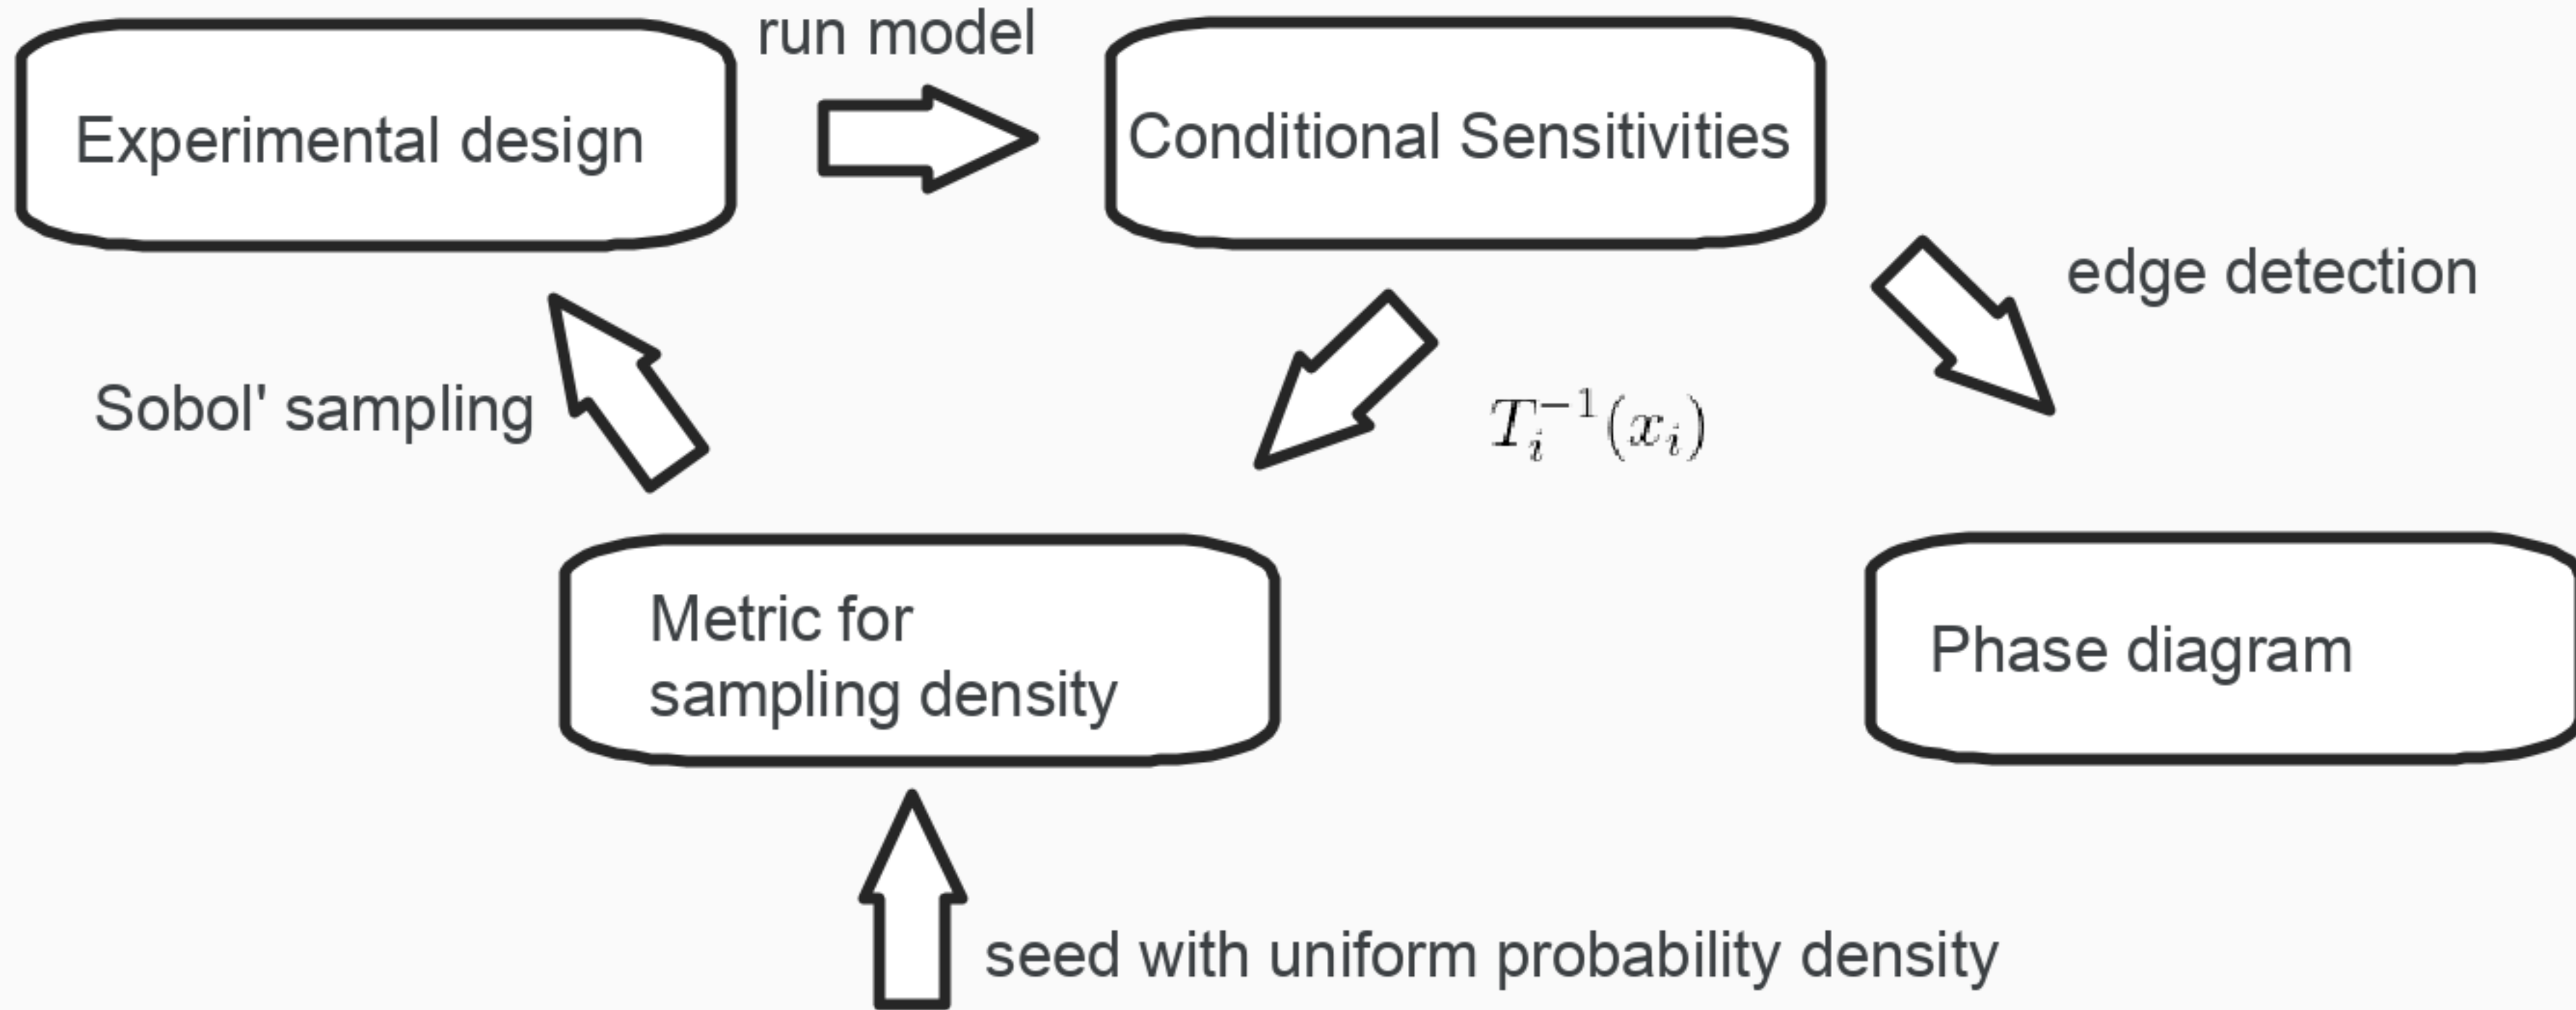 run model
Experimental design
Conditional Sensitivities
edge detection
Sobol' sampling
$T_i^{-1}(x_i)$
Metric for
sampling density
Phase diagram
seed with uniform probability density